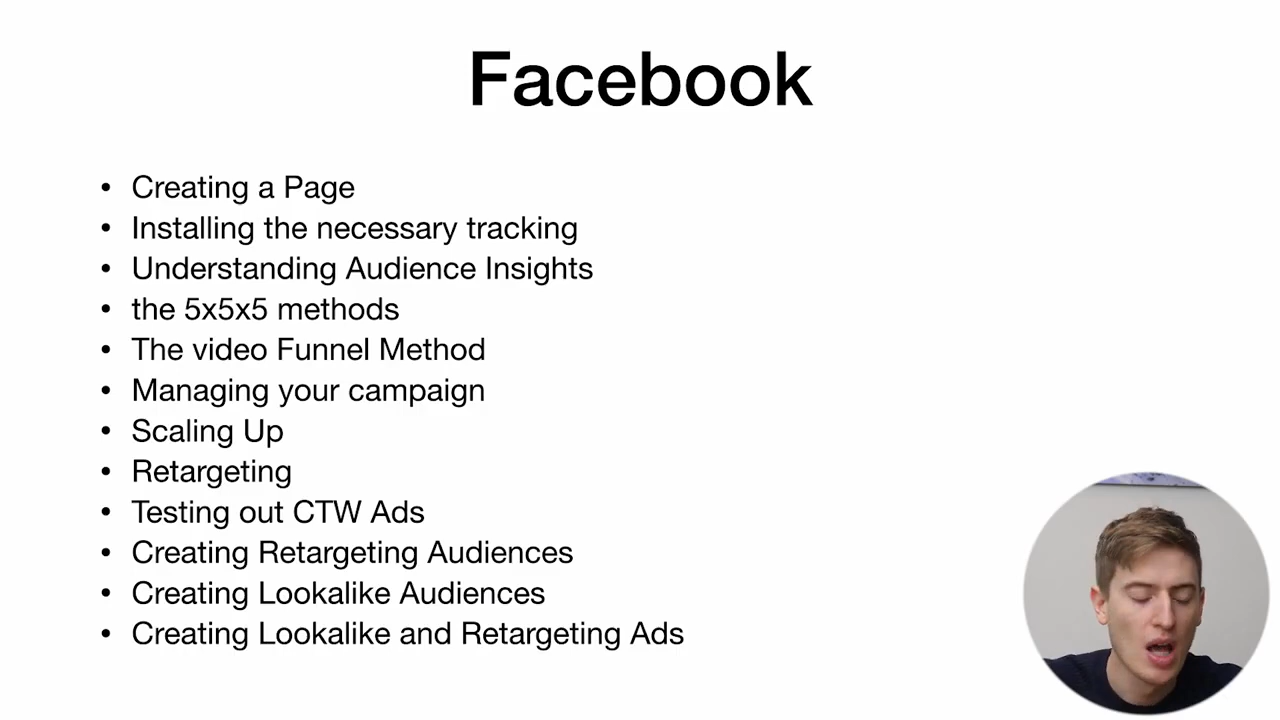 Facebook
• Creating a Page
• Installing the necessary tracking
• Understanding Audience Insights
• the 5x5x5 methods
• The video Funnel Method
• Managing your campaign
• Scaling Up
• Retargeting
• Testing out CTW Ads
• Creating Retargeting Audiences
• Creating Lookalike Audiences
• Creating Lookalike and Retargeting Ads